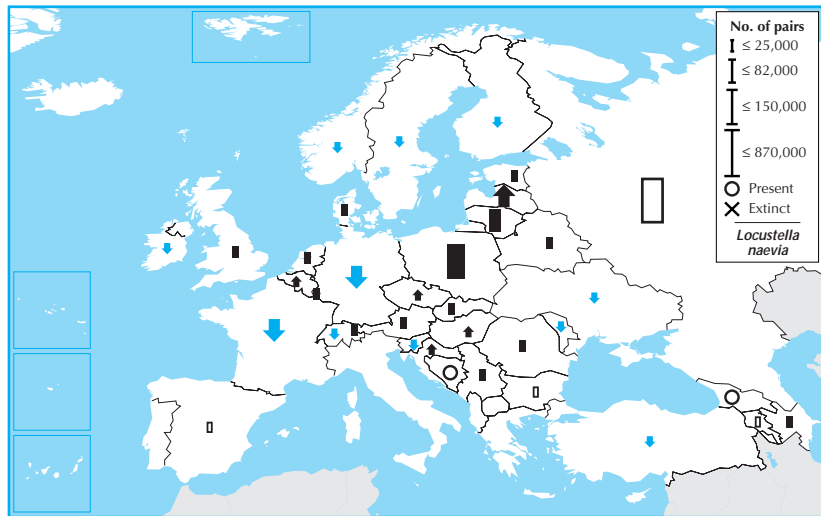 No. of pairs
≤ 25,000
≤ 82,000
≤ 150,000
≤ 870,000
Present
Extinct
Locustella
naevia